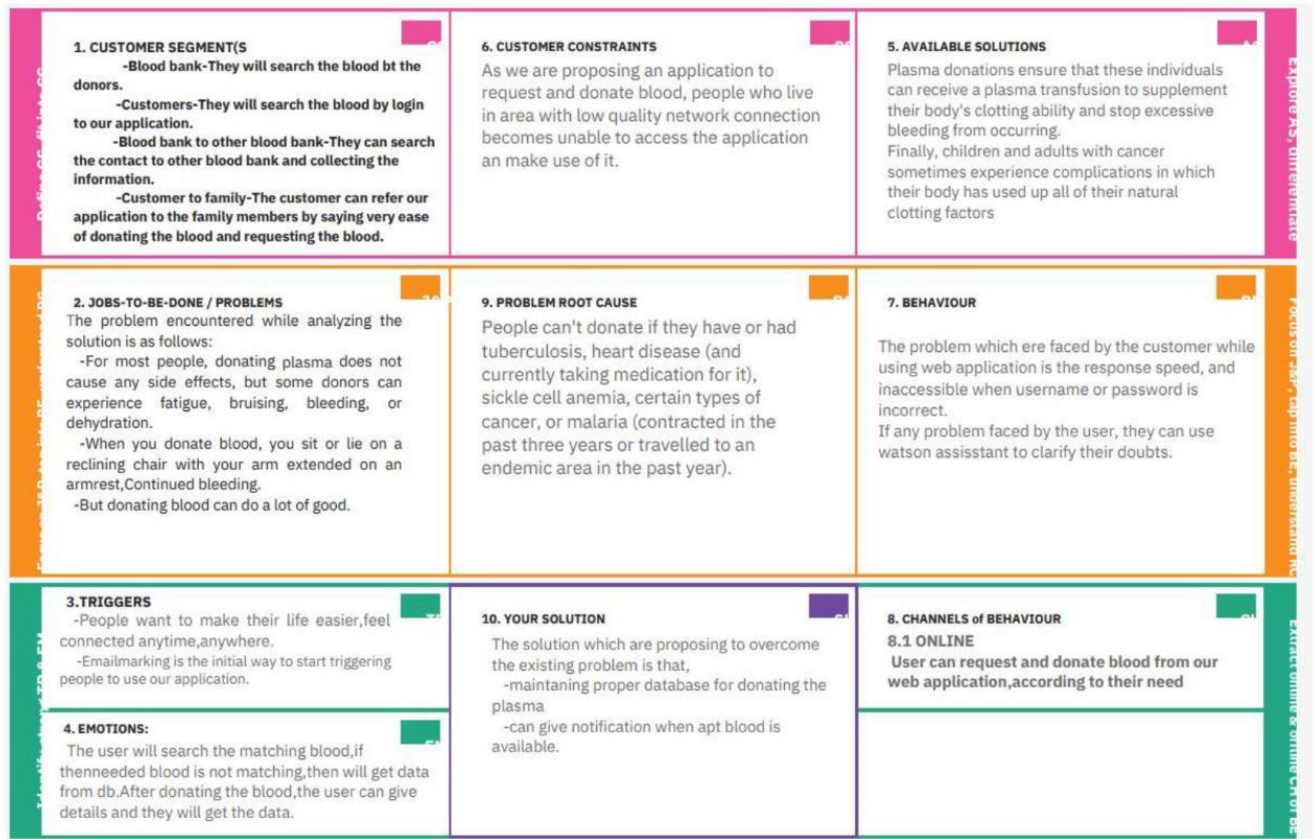 1. CUSTOMER SEGMENT(S
-Blood bank-They will search the blood bt the
donors.
-Customers-They will search the blood by login
to our application.
-Blood bank to other blood bank-They can search
the contact to other blood bank and collecting the
information.
-Customer to family-The customer can refer our
application to the family members by saying very ease
of donating the blood and requesting the blood.
6. CUSTOMER CONSTRAINTS
As we are proposing an application to
request and donate blood, people who live
in area with low quality network connection
becomes unable to access the application
an make use of it.
5. AVAILABLE SOLUTIONS
Plasma donations ensure that these individuals
can receive a plasma transfusion to supplement
their body's clotting ability and stop excessive
bleeding from occurring.
Finally, children and adults with cancer
sometimes experience complications in which
their body has used up all of their natural
clotting factors
Explore AS, differentiate
2. JOBS-TO-BE-DONE / PROBLEMS
The problem encountered while analyzing the
solution is as follows:
-For most people, donating plasma does not
cause any side effects, but some donors can
experience fatigue, bruising, bleeding, or
dehydration.
-When you donate blood, you sit or lie on a
reclining chair with your arm extended on an
armrest,Continued bleeding.
-But donating blood can do a lot of good.
9. PROBLEM ROOT CAUSE
People can't donate if they have or had
tuberculosis, heart disease (and
currently taking medication for it),
sickle cell anemia, certain types of
cancer, or malaria (contracted in the
past three years or travelled to an
endemic area in the past year).
7. BEHAVIOUR
The problem which ere faced by the customer while
using web application is the response speed, and
inaccessible when username or password is
incorrect.
If any problem faced by the user, they can use
watson assisstant to clarify their doubts.
Focus on J&P, tap into BE, understand RC
3.TRIGGERS
-People want to make their life easier,feel
connected anytime,anywhere.
-Emailmarking is the initial way to start triggering
people to use our application.
4. EMOTIONS:
The user will search the matching blood,if
thenneeded blood is not matching,then will get data
from db.After donating the blood,the user can give
details and they will get the data.
10. YOUR SOLUTION
The solution which are proposing to overcome
the existing problem is that,
-maintaning proper database for donating the
plasma
-can give notification when apt blood is
available.
8. CHANNELS of BEHAVIOUR
8.1 ONLINE
User can request and donate blood from our
web application,according to their need
Extract online & offline CH of BE